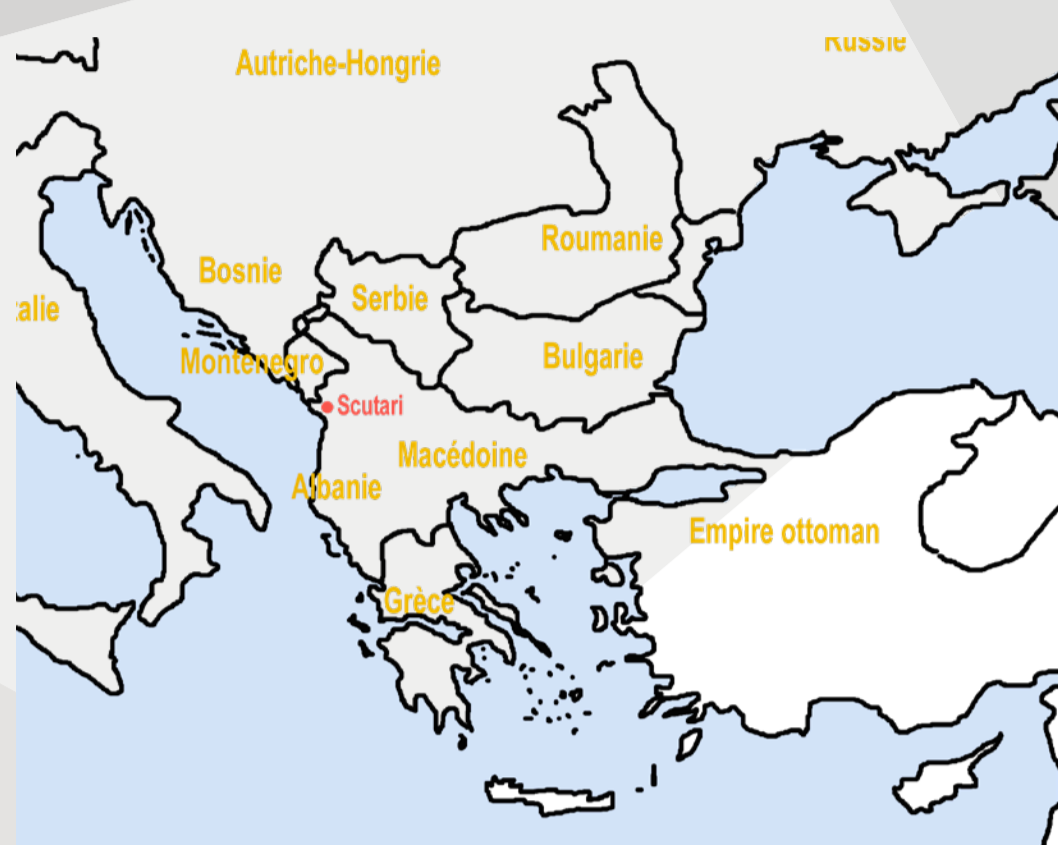 Russie
Autriche-Hongrie
Roumanie
Bosnie
Serbie
alie
Bulgarie
Montenegro
Scutari
Macédoine
Albanie
Empire ottoman
Grèce